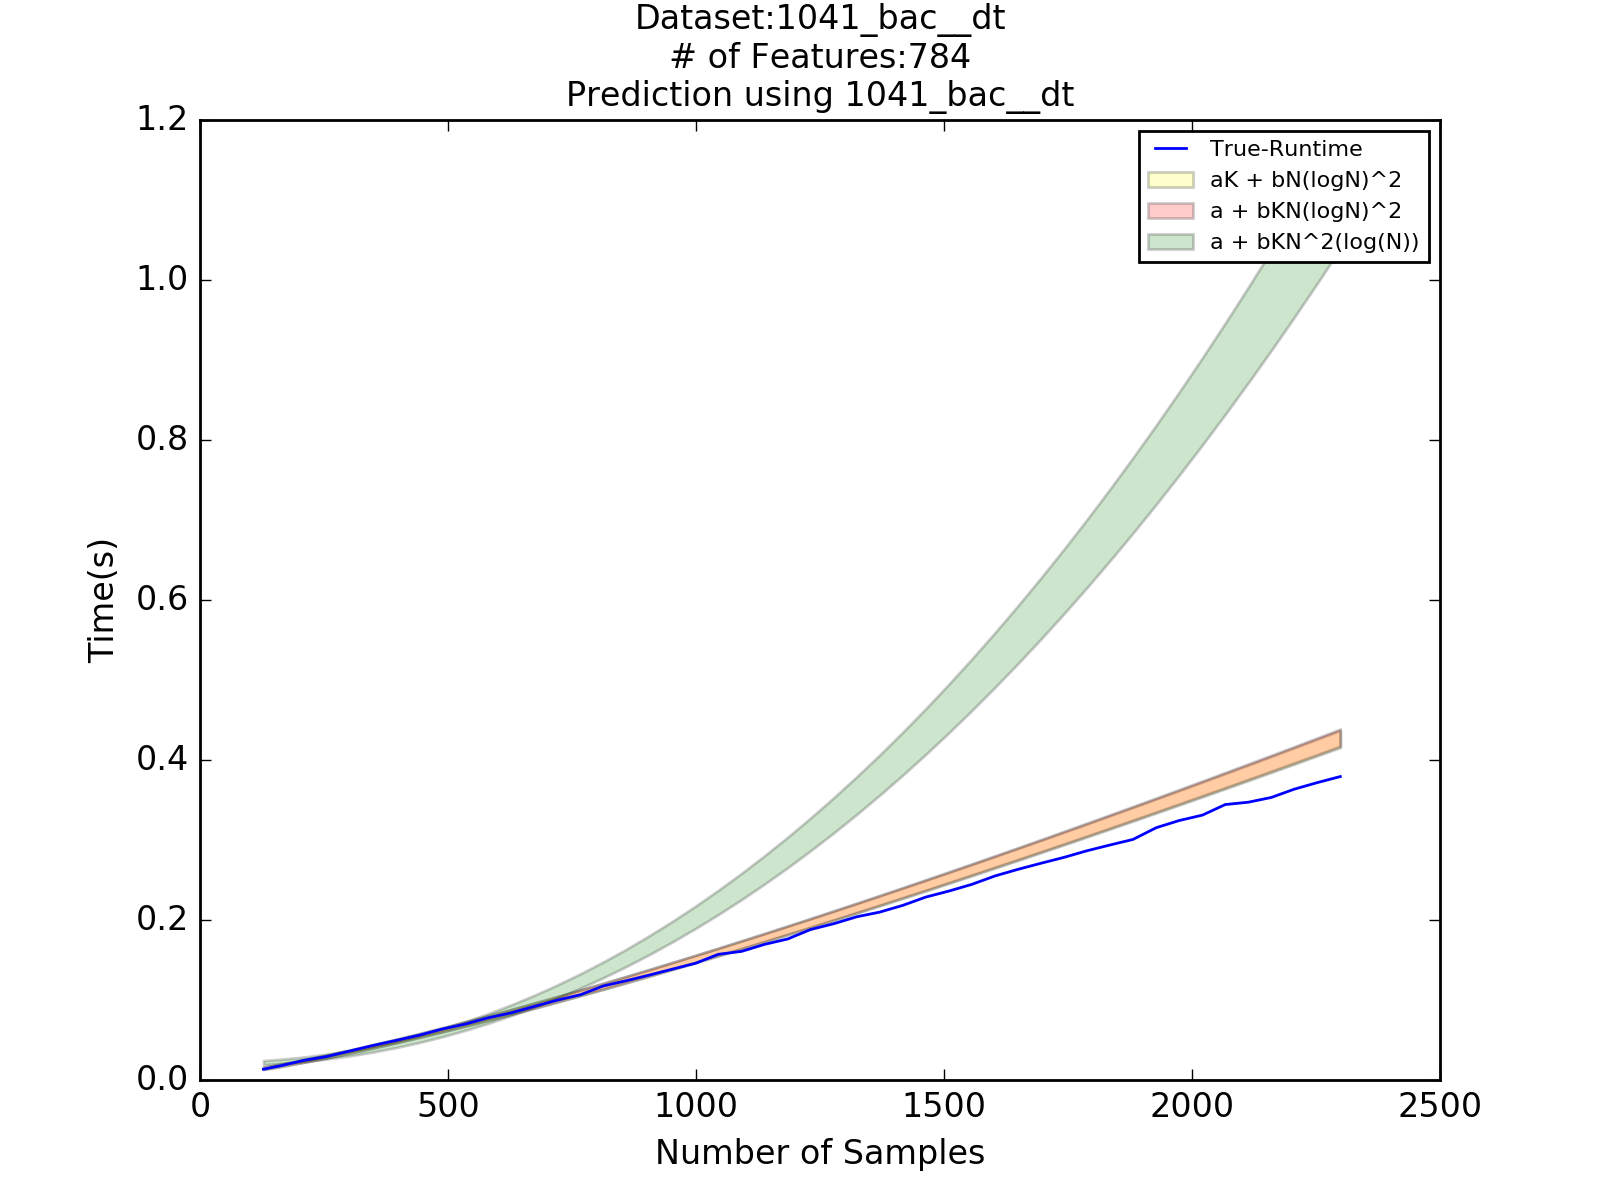 Dataset:1041_bac__dt
# of Features:784
Prediction using 1041_bac__dt
1.2
1.0
0.8
0.6
0.4
0.2
0.0
Time(s)
True-Runtime
aK + bN(logN)^2
a + bKN(logN)^2
a + bKN^2(log(N))
0 500 1000 1500 2000 2500
Number of Samples